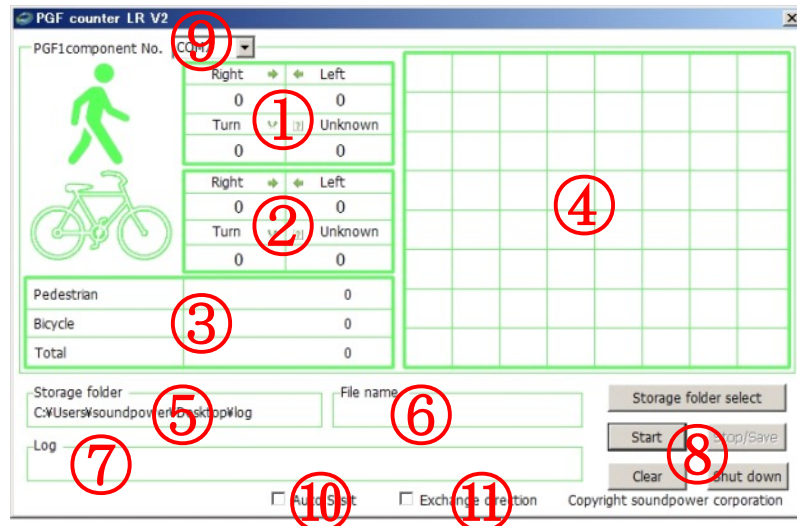 PGF counter LR V2
PGF1component No.
⑨
Right Left
0 0
①
Turn [?] Unknown
0 0
Right Left
0 0
②
Turn [?] Unknown
0 0
④
Pedestrian 0
Bicycle 0
③
Total 0
Storage folder
C:¥Users¥soundpower¥Desktop¥log
⑤
File name
⑥
Storage folder select
Log
⑦
Start Stop/Save
⑧
Clear Shut down
⑩
Exchange direction
⑪
Copyright soundpower corporation